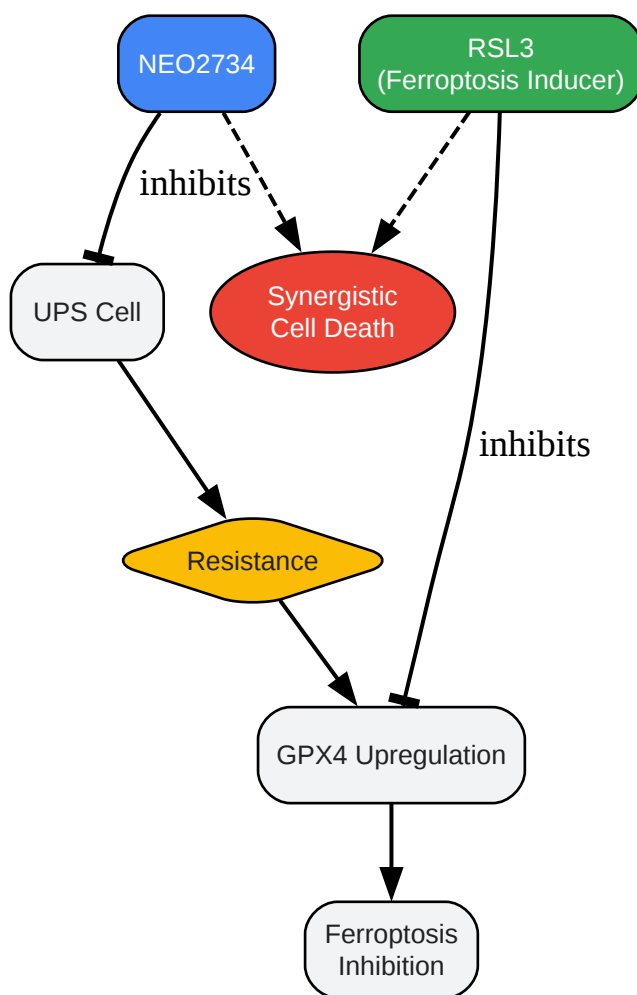 NEO2734
RSL3
(Ferroptosis Inducer)
inhibits
UPS Cell
Synergistic
Cell Death
inhibits
Resistance
GPX4 Upregulation
Ferroptosis
Inhibition